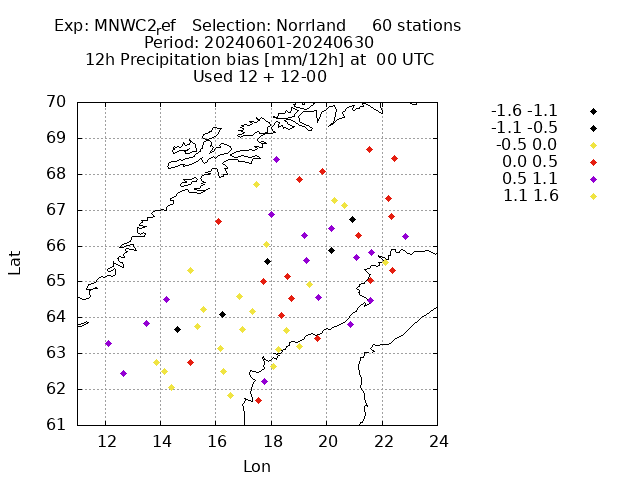 Exp: MNWC2ref   Selection: Norrland     60 stations
Period: 20240601-20240630
12h Precipitation bias [mm/12h] at  00 UTC
Used 12 + 12-00
70
69
68
67
66
65
64
63
62
61
12 14 16 18 20 22 24
Lat
Lon
-1.6 -1.1
-1.1 -0.5
-0.5 0.0
0.0 0.5
0.5 1.1
1.1 1.6